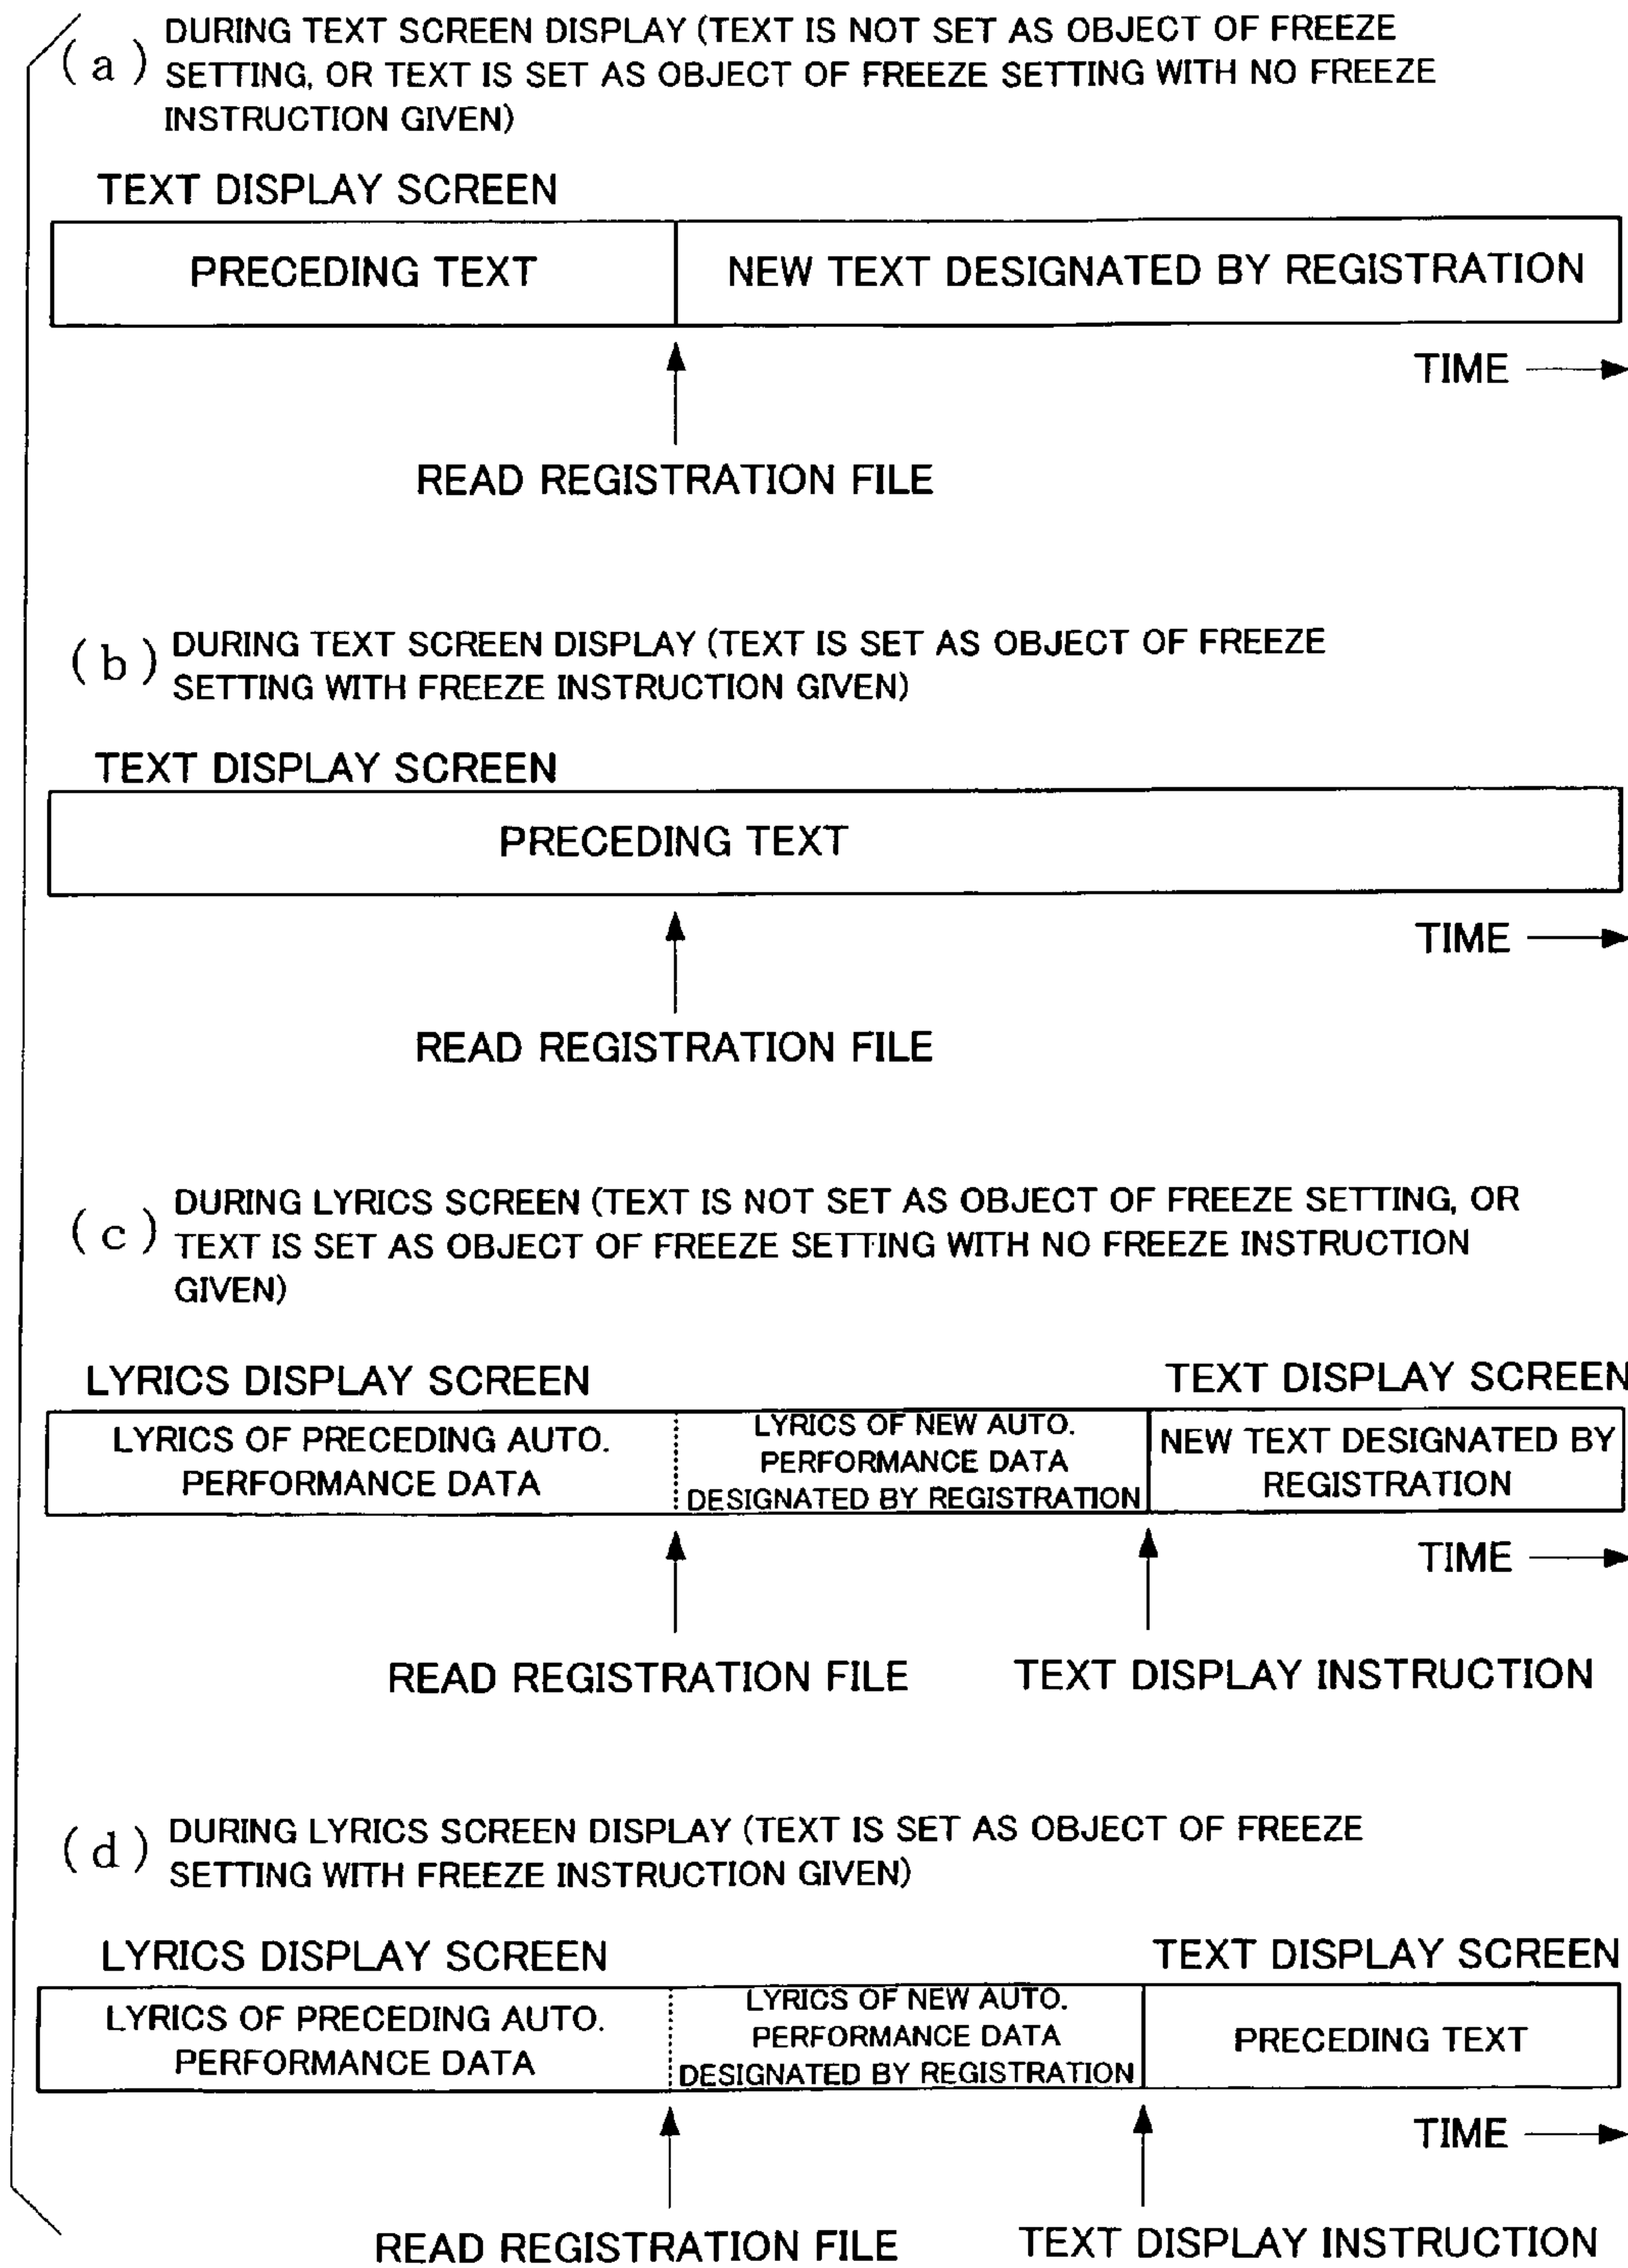 (a) DURING TEXT SCREEN DISPLAY (TEXT IS NOT SET AS OBJECT OF FREEZE
SETTING, OR TEXT IS SET AS OBJECT OF FREEZE SETTING WITH NO FREEZE
INSTRUCTION GIVEN)
TEXT DISPLAY SCREEN
PRECEDING TEXT
NEW TEXT DESIGNATED BY REGISTRATION
TIME
READ REGISTRATION FILE
(b) DURING TEXT SCREEN DISPLAY (TEXT IS SET AS OBJECT OF FREEZE
SETTING WITH FREEZE INSTRUCTION GIVEN)
TEXT DISPLAY SCREEN
PRECEDING TEXT
TIME
READ REGISTRATION FILE
(c) DURING LYRICS SCREEN (TEXT IS NOT SET AS OBJECT OF FREEZE SETTING, OR
TEXT IS SET AS OBJECT OF FREEZE SETTING WITH NO FREEZE INSTRUCTION
GIVEN)
LYRICS DISPLAY SCREEN
TEXT DISPLAY SCREEN
LYRICS OF PRECEDING AUTO.
PERFORMANCE DATA
LYRICS OF NEW AUTO.
PERFORMANCE DATA
DESIGNATED BY REGISTRATION
NEW TEXT DESIGNATED BY
REGISTRATION
TIME
READ REGISTRATION FILE
TEXT DISPLAY INSTRUCTION
(d) DURING LYRICS SCREEN DISPLAY (TEXT IS SET AS OBJECT OF FREEZE
SETTING WITH FREEZE INSTRUCTION GIVEN)
LYRICS DISPLAY SCREEN
TEXT DISPLAY SCREEN
LYRICS OF PRECEDING AUTO.
PERFORMANCE DATA
LYRICS OF NEW AUTO.
PERFORMANCE DATA
DESIGNATED BY REGISTRATION
PRECEDING TEXT
TIME
READ REGISTRATION FILE
TEXT DISPLAY INSTRUCTION